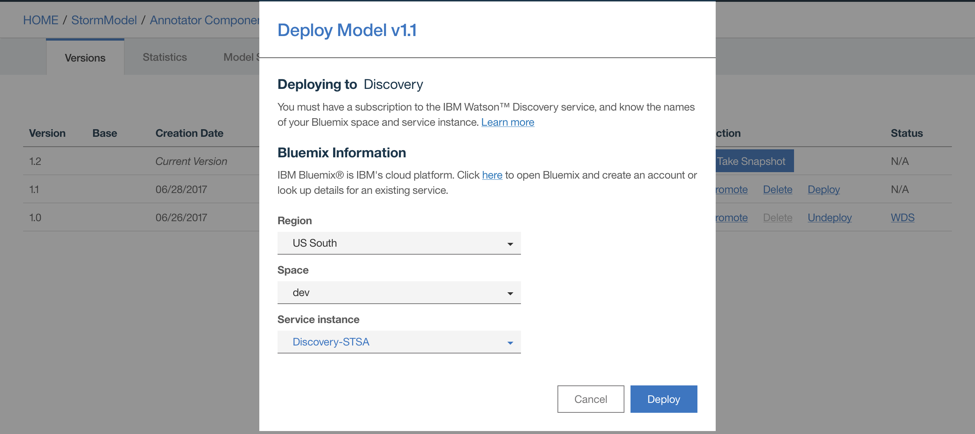 HOME / StormModel / Annotator
Deploy Model v1.1
Versions
Statistics
Model
Deploying to Discovery
You must have a subscription to the IBM Watson™ Discovery service, and know the names
of your Bluemix space and service instance. Learn more
Version Base Creation Date Status
Bluemix Information
1.2 Current Version Take Snapshot N/A
IBM Bluemix® is IBM's cloud platform. Click here to open Bluemix and create an account or
look up details for an existing service.
1.1 06/28/2017 Delete Deploy N/A
1.0 06/26/2017 Delete Undeploy WDS
Region
US South
Space
dev
Service instance
Discovery-STSA
Cancel
Deploy